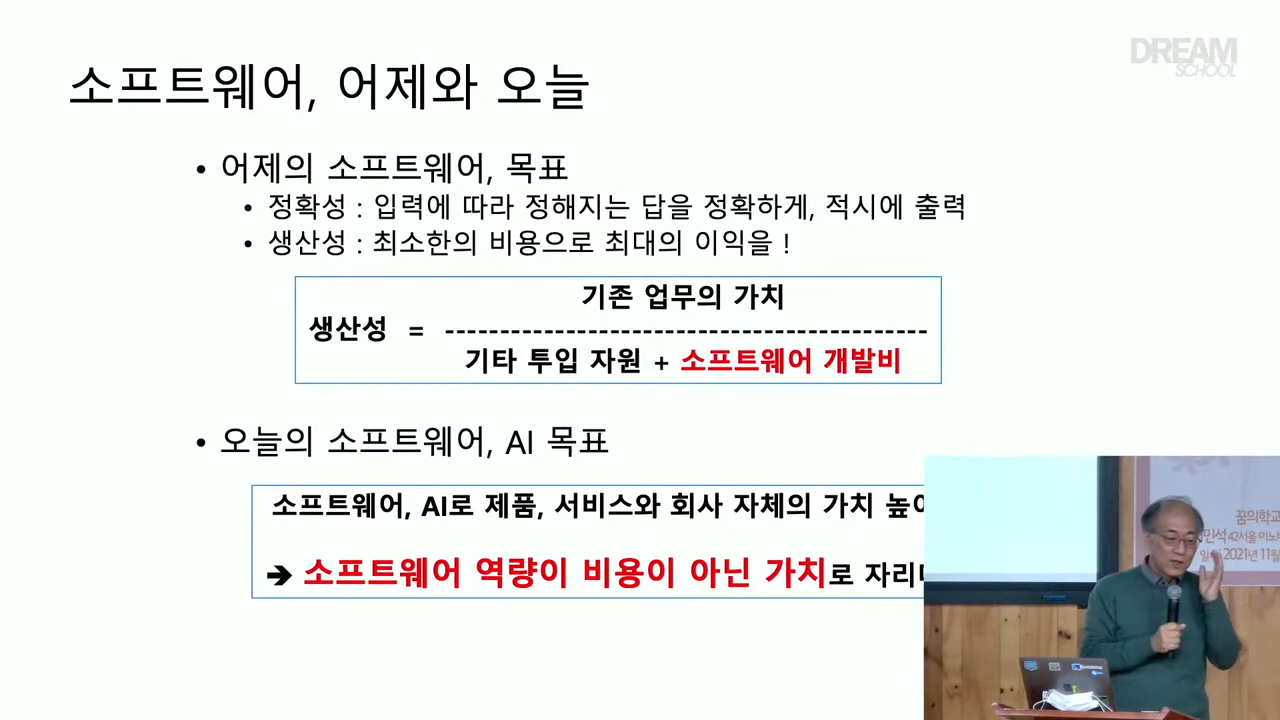 DREAM
SCHOOL
소프트웨어, 어제와 오늘
• 어제의 소프트웨어, 목표
• 정확성 : 입력에 따라 정해지는 답을 정확하게, 적시에 출력
• 생산성 : 최소한의 비용으로 최대의 이익을 !
기존 업무의 가치
생산성 = --------------------------------------------
기타 투입 자원 + 소프트웨어 개발비
• 오늘의 소프트웨어, AI 목표
소프트웨어, AI로 제품, 서비스와 회사 자체의 가치
➔ 소프트웨어 역량이 비용이 아닌 가치로
꿈의학교
민석 42서울
2021년 11월